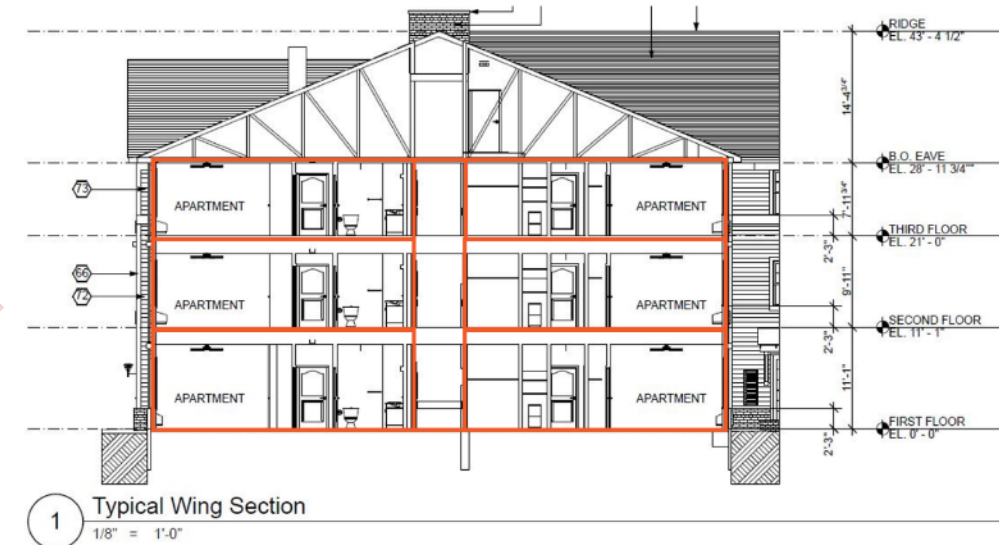 RIDGE
EL. 43' - 4 1/2"
14'-4 3/4"
B.O. EAVE
EL. 28' - 11 3/4"
73
APARTMENT
APARTMENT
7'-11 3/4"
THIRD FLOOR
EL. 21' - 0"
2'-3"
66
9'-11"
72
APARTMENT
APARTMENT
SECOND FLOOR
EL. 11' - 1"
2'-3"
11'-1"
APARTMENT
APARTMENT
FIRST FLOOR
EL. 0' - 0"
2'-3"
1
Typical Wing Section
1/8" = 1'-0"